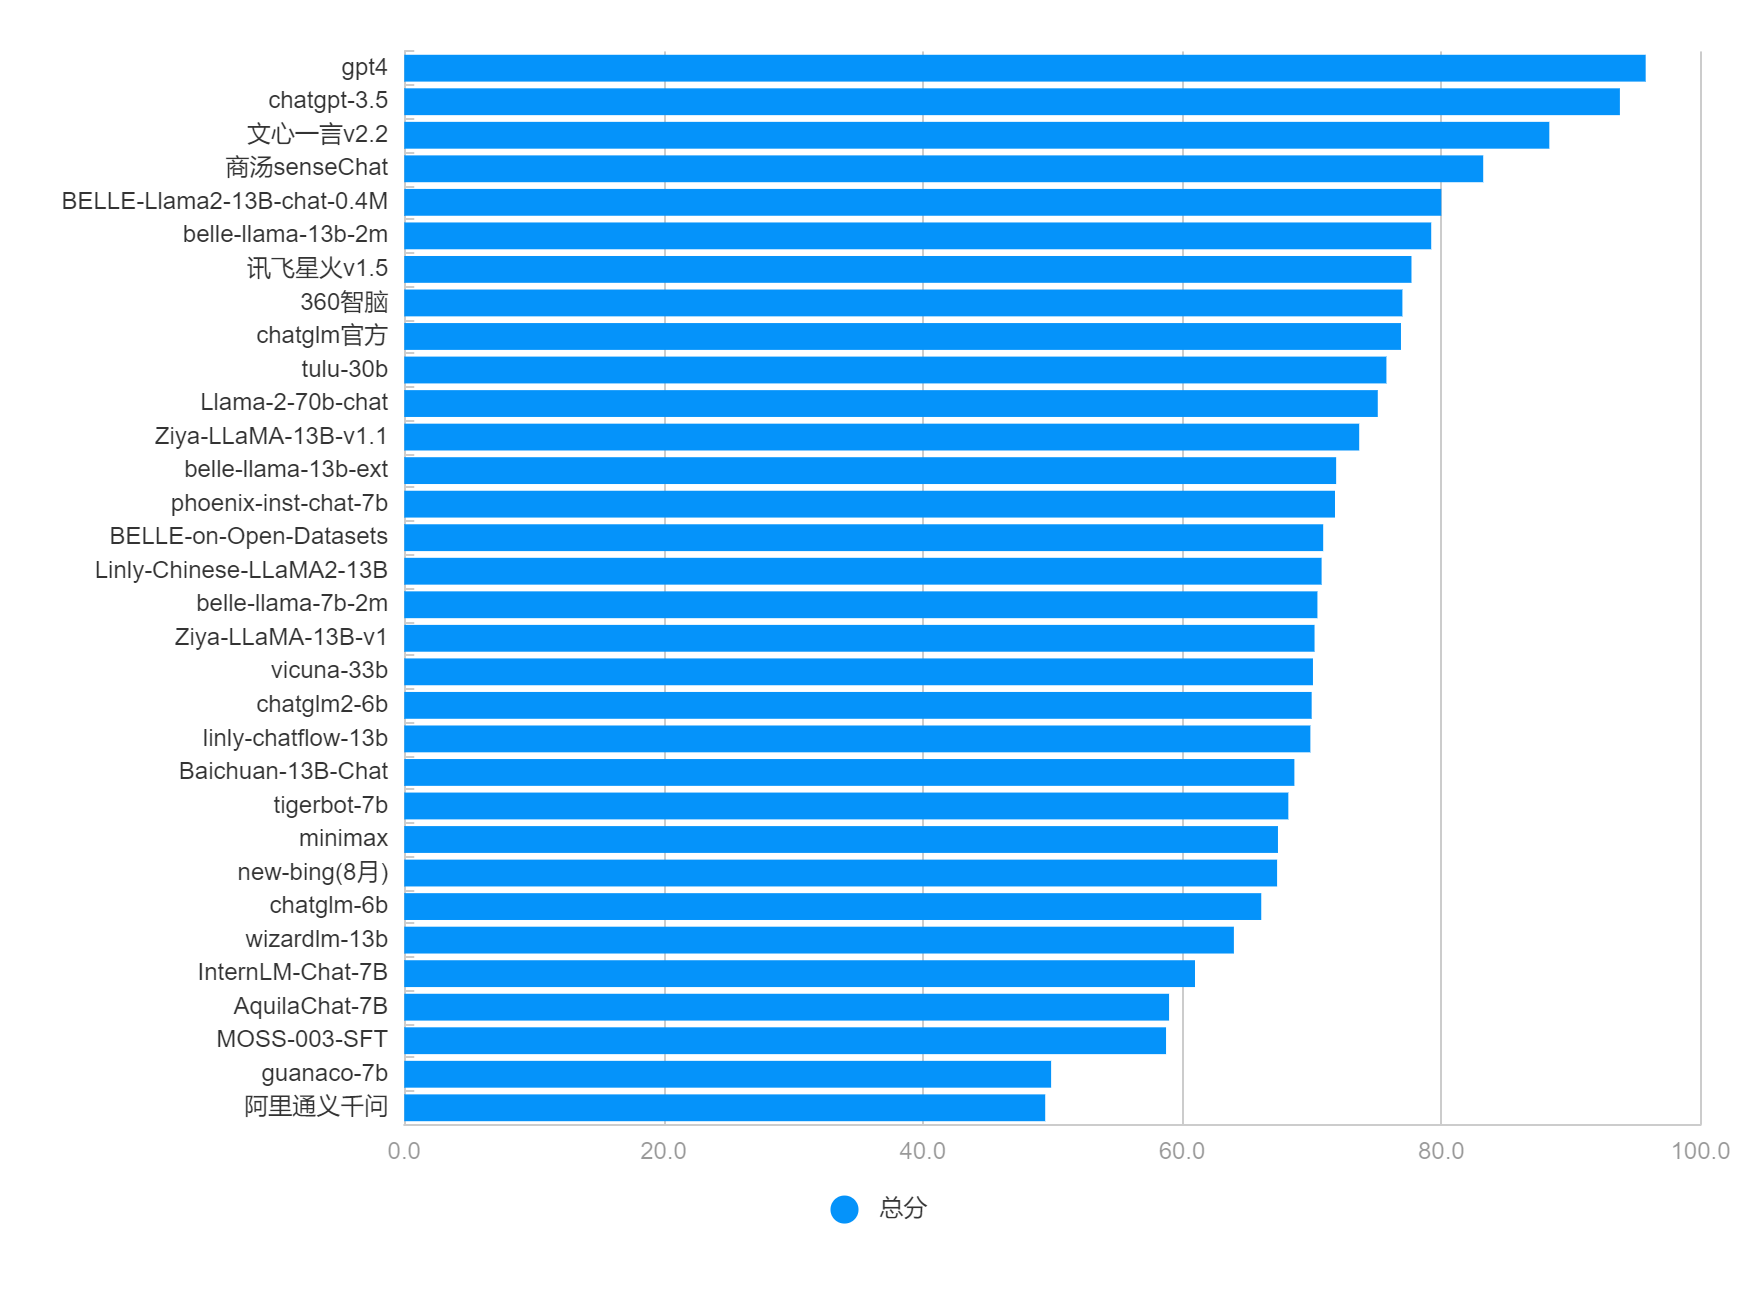 gpt4
chatgpt-3.5
文心一言v2.2
商汤senseChat
BELLE-Llama2-13B-chat-0.4M
belle-llama-13b-2m
讯飞星火v1.5
360智脑
chatglm官方
tulu-30b
Llama-2-70b-chat
Ziya-LLaMA-13B-v1.1
belle-llama-13b-ext
phoenix-inst-chat-7b
BELLE-on-Open-Datasets
Linly-Chinese-LLaMA2-13B
belle-llama-7b-2m
Ziya-LLaMA-13B-v1
vicuna-33b
chatglm2-6b
linly-chatflow-13b
Baichuan-13B-Chat
tigerbot-7b
minimax
new-bing(8月)
chatglm-6b
wizardlm-13b
InternLM-Chat-7B
AquilaChat-7B
MOSS-003-SFT
guanaco-7b
阿里通义千问
0.0 20.0 40.0 60.0 80.0 100.0
总分